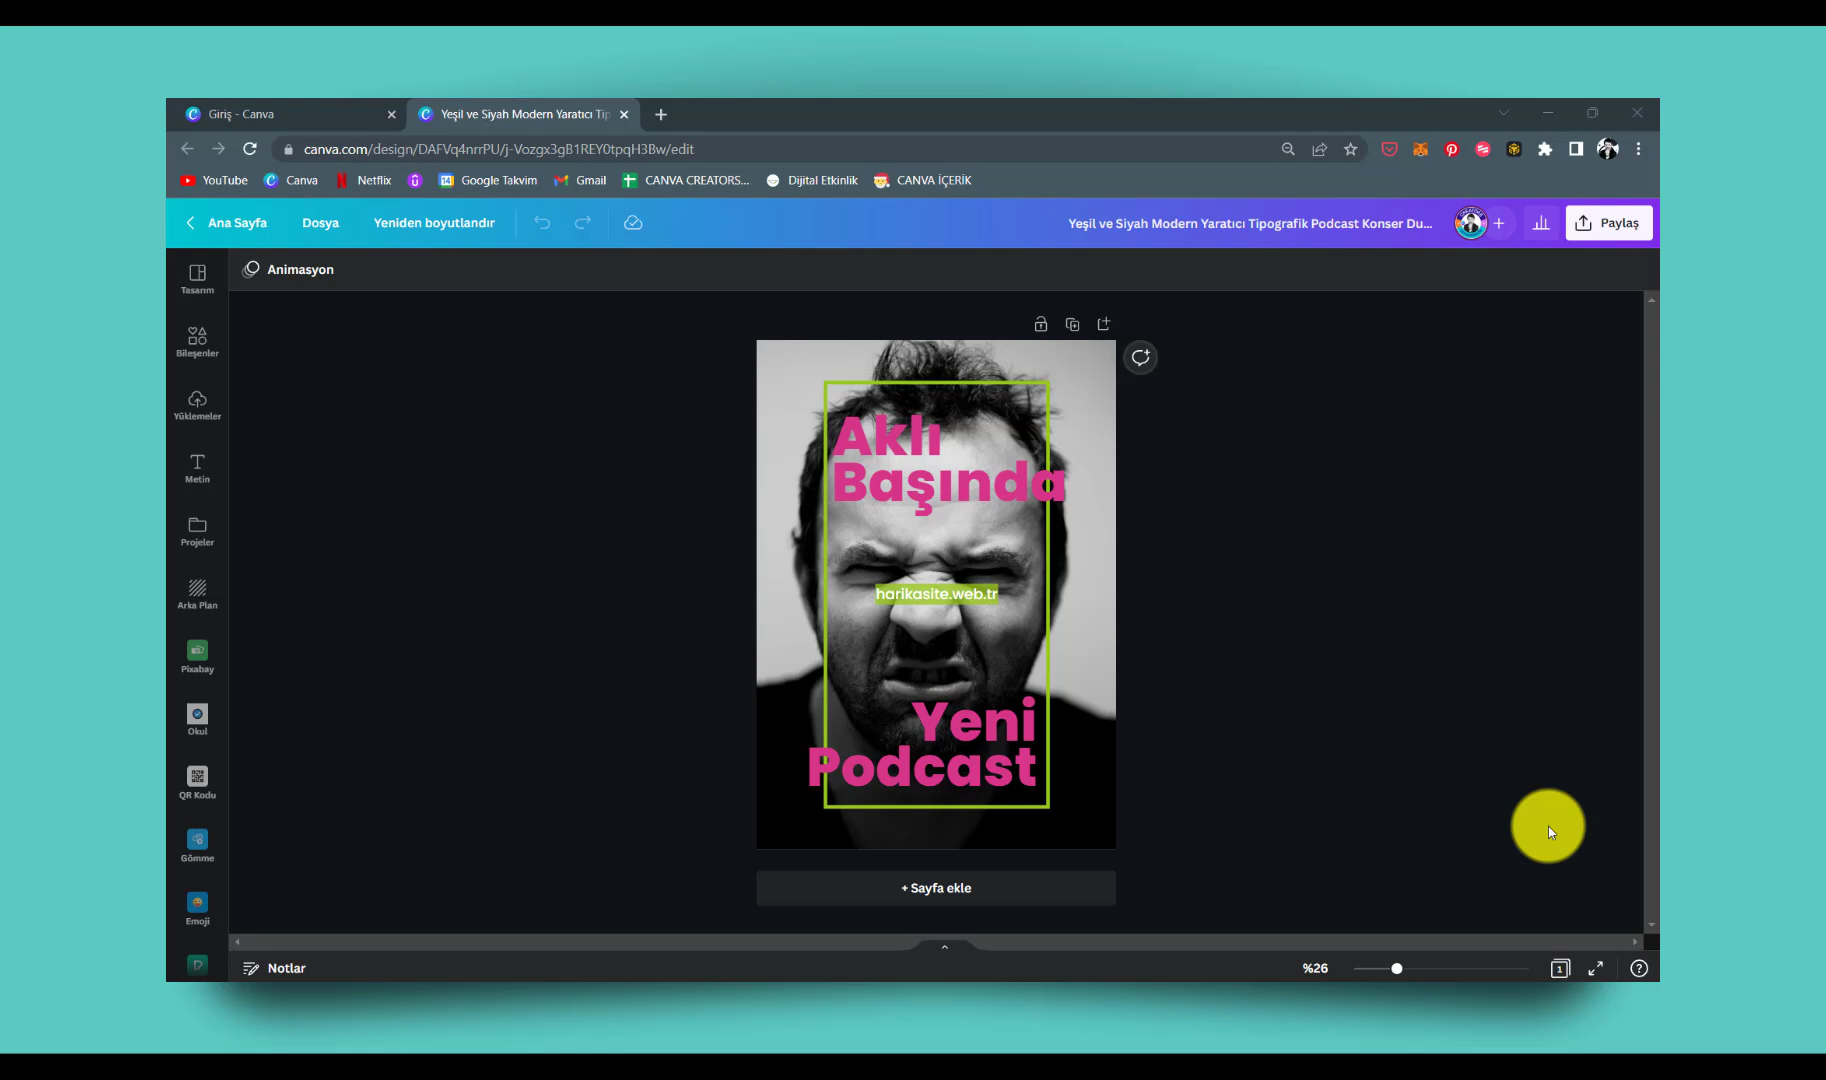 Giriş - Canva
Yeşil ve Siyah Modern Yaratıcı Tip
canva.com/design/DAFVq4nrrPU/j-Vozgx3gB1REY0tpqH3Bw/edit
YouTube
Canva
Netflix
Google Takvim
Gmail
CANVA CREATORS...
Dijital Etkinlik
CANVA İÇERİK
Ana Sayfa
Dosya
Yeniden boyutlandır
Yeşil ve Siyah Modern Yaratıcı Tipografik Podcast Konser Du...
Paylaş
Animasyon
Tasarım
Bileşenler
Yüklemeler
Metin
Projeler
Arka Plan
Pixabay
Okul
QR Kodu
Gömme
Emoji
Aklı
Başında
harikasite.web.tr
Yeni
Podcast
+ Sayfa ekle
Notlar
%26
1